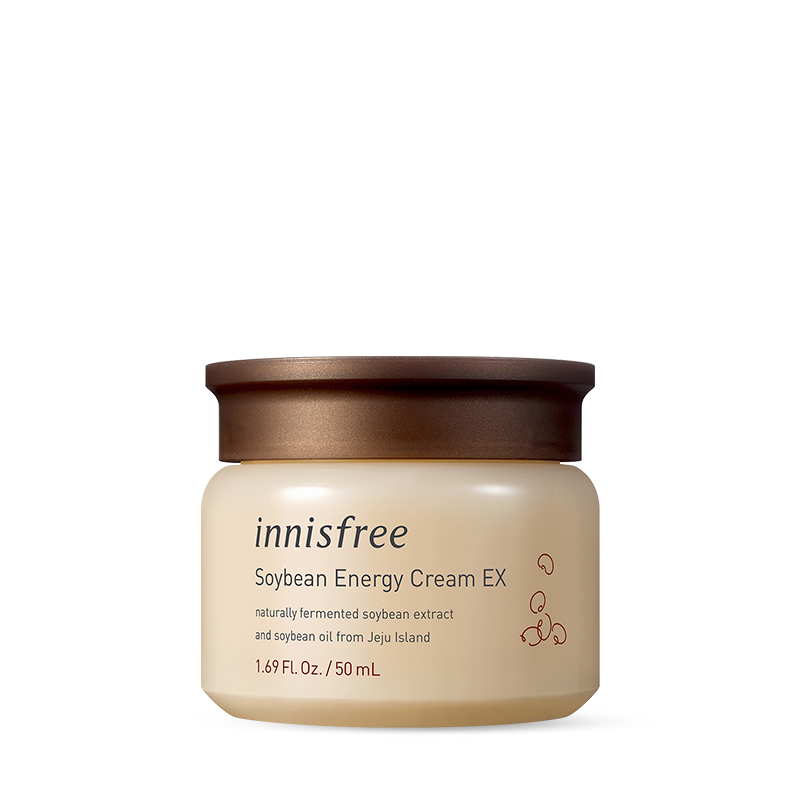 innisfree
Soybean Energy Cream EX
naturally fermented soybean extract
and soybean oil from Jeju Island
1.69 Fl. Oz. / 50 mL